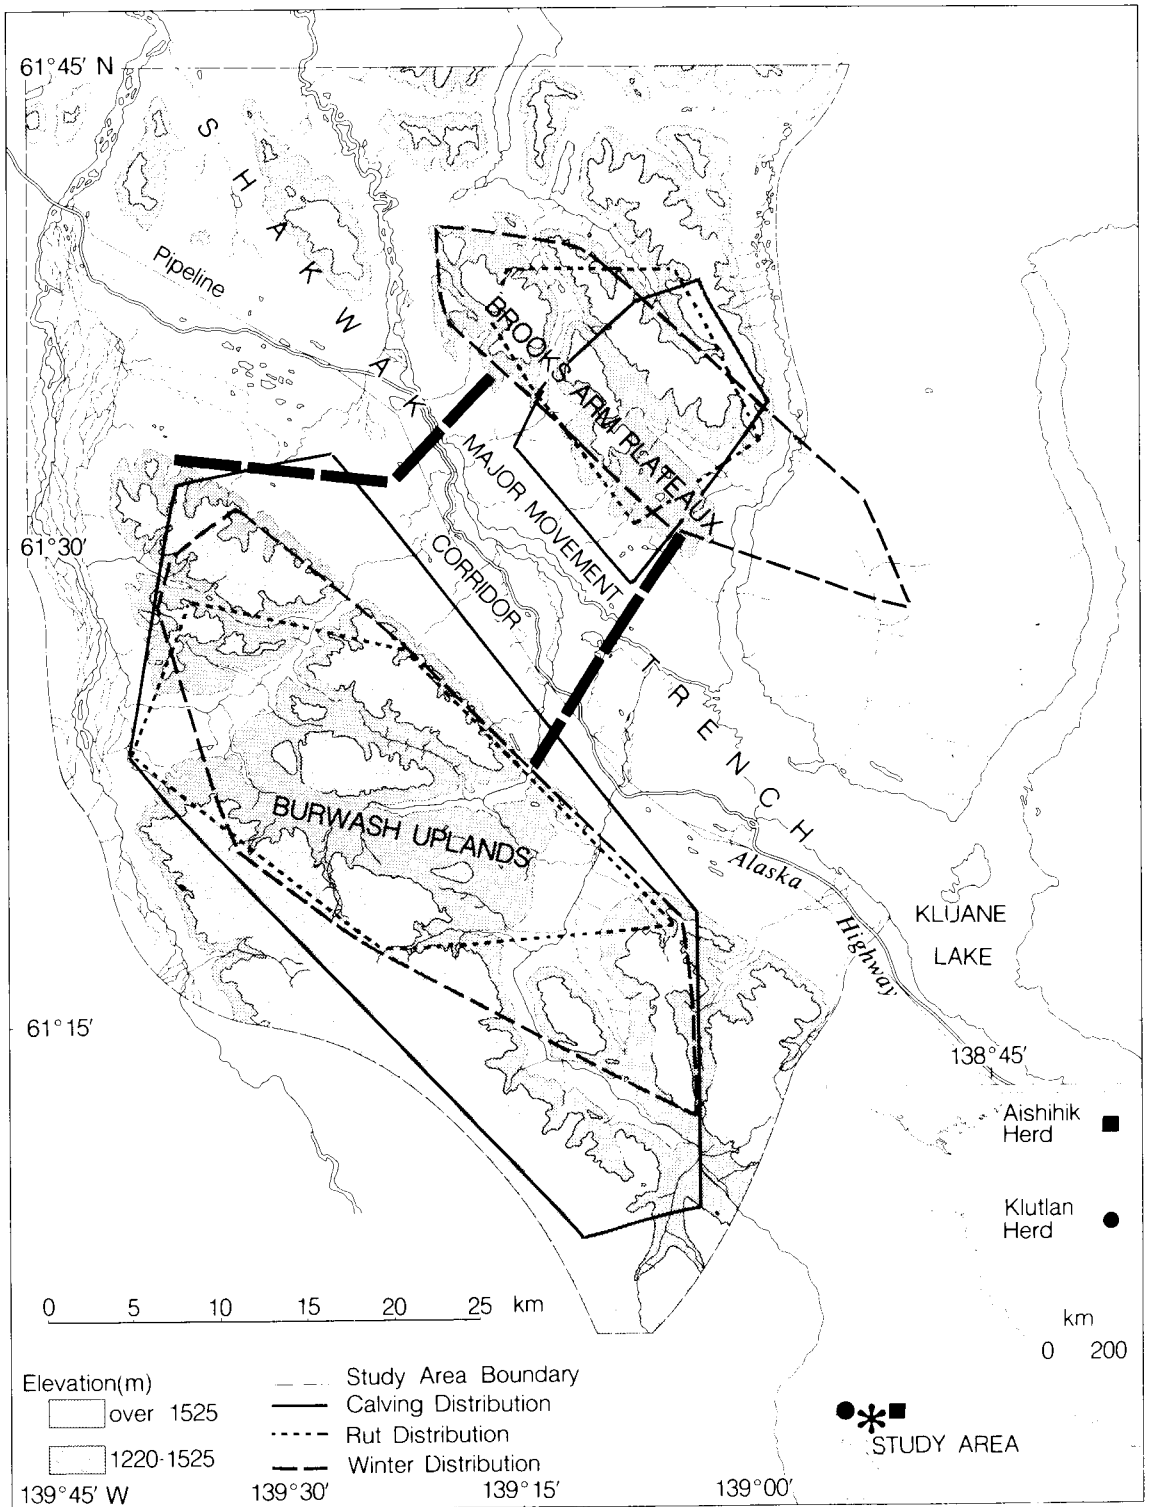 61°45′ N
SHAKWAK
Pipeline
BROOKS ARM PLATEAUX
MAJOR MOVEMENT
CORRIDOR
61°30′
TRENCH
BURWASH UPLANDS
Alaska
Highway
KLUANE
LAKE
61°15′
138°45′
Aishihik
Herd
Klutlan
Herd
0 5 10 15 20 25 km
km
0 200
Elevation(m)
over 1525
1220-1525
Study Area Boundary
Calving Distribution
Rut Distribution
Winter Distribution
STUDY AREA
139°45′ W 139°30′ 139°15′ 139°00′